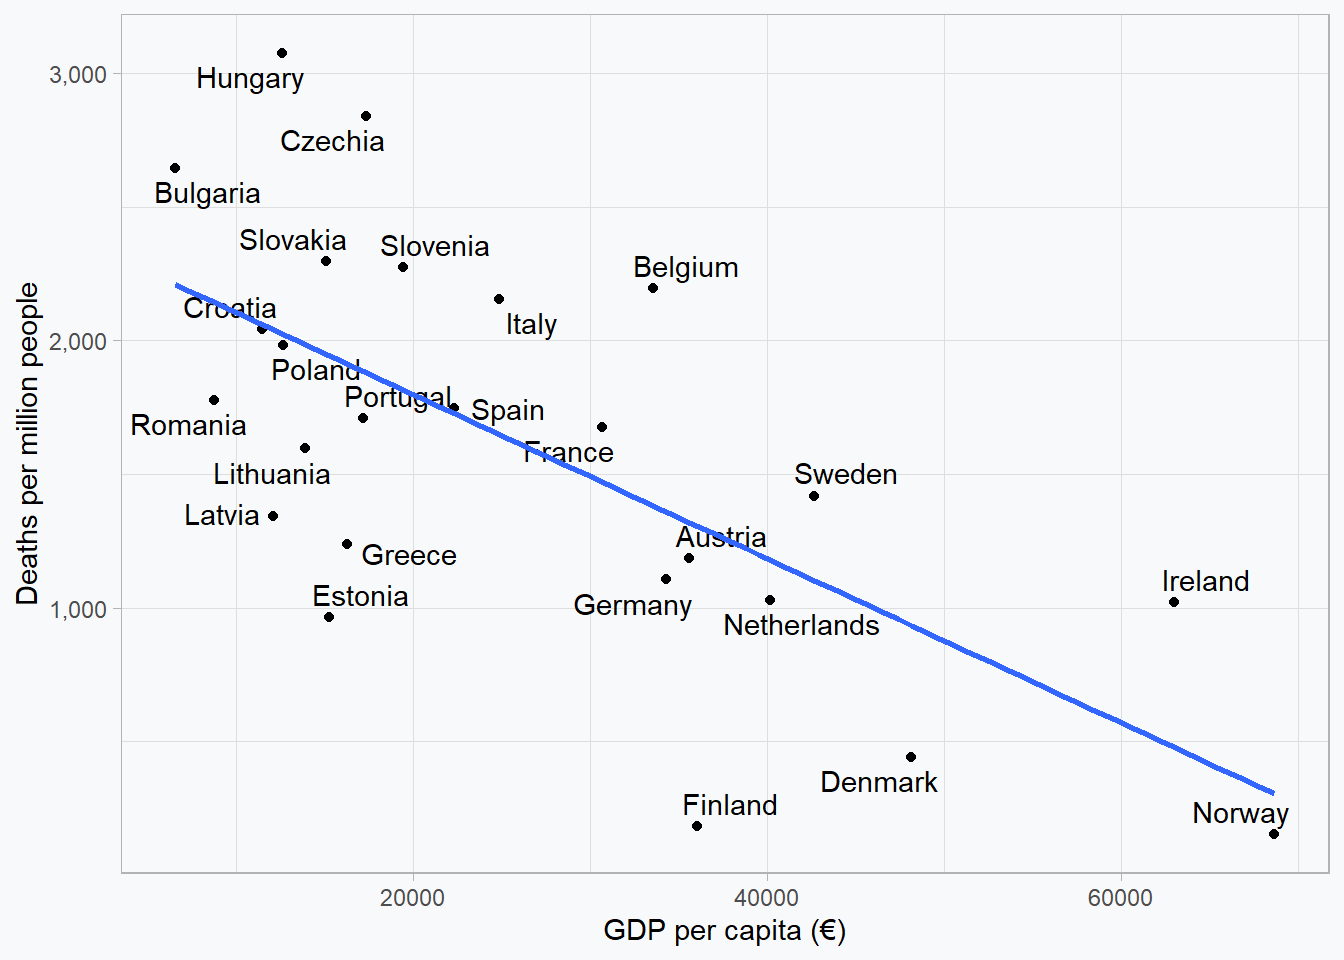 3,000
Hungary
Czechia
Bulgaria
Slovakia
Slovenia
Belgium
Croatia
Italy
2,000
Poland
Portugal
Spain
Romania
France
Lithuania
Sweden
Latvia
Austria
Greece
Estonia
Germany
Netherlands
Ireland
1,000
Denmark
Finland
Norway
Deaths per million people
20000
40000
60000
GDP per capita (€)